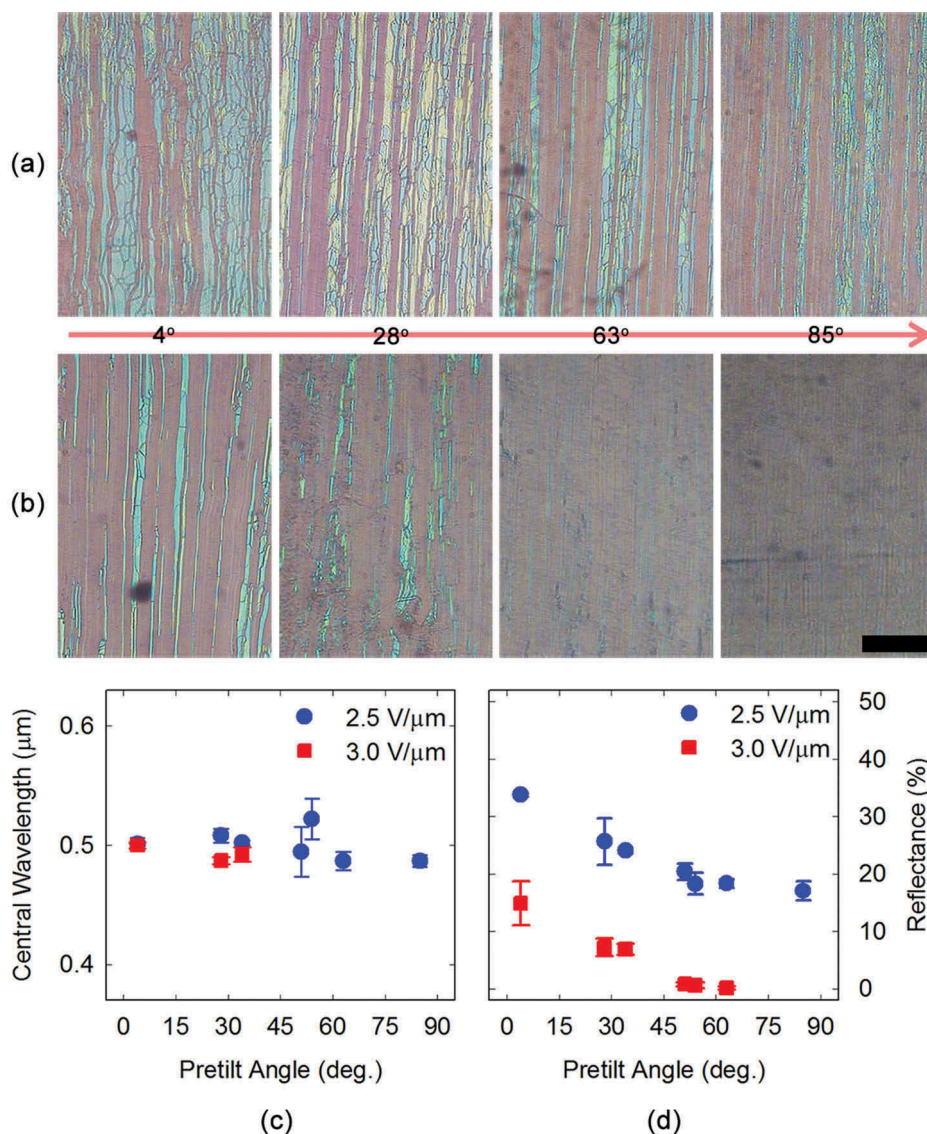 (a)
4° 28° 63° 85°
(b)
0.6
0.5
0.4
Central Wavelength (μm)
2.5 V/μm
3.0 V/μm
0 15 30 45 60 75 90
Pretilt Angle (deg.)
(c)
2.5 V/μm
3.0 V/μm
50
40
30
20
10
0
Reflectance (%)
0 15 30 45 60 75 90
Pretilt Angle (deg.)
(d)